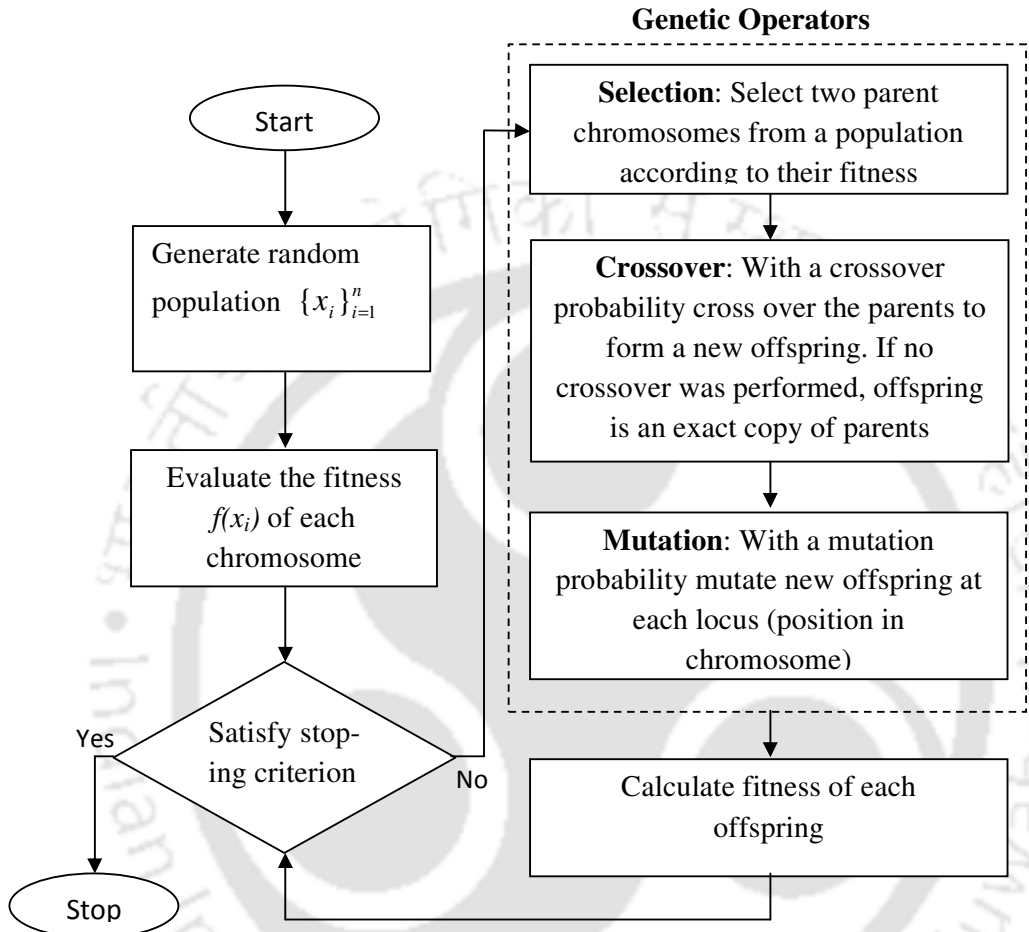 Genetic Operators
Start
Generate random
population {x_i}_{i=1}^n
Evaluate the fitness
f(x_i) of each
chromosome
Satisfy stop-
ing criterion
Yes
No
Stop
Selection: Select two parent
chromosomes from a population
according to their fitness
Crossover: With a crossover
probability cross over the parents to
form a new offspring. If no
crossover was performed, offspring
is an exact copy of parents
Mutation: With a mutation
probability mutate new offspring at
each locus (position in
chromosome)
Calculate fitness of each
offspring